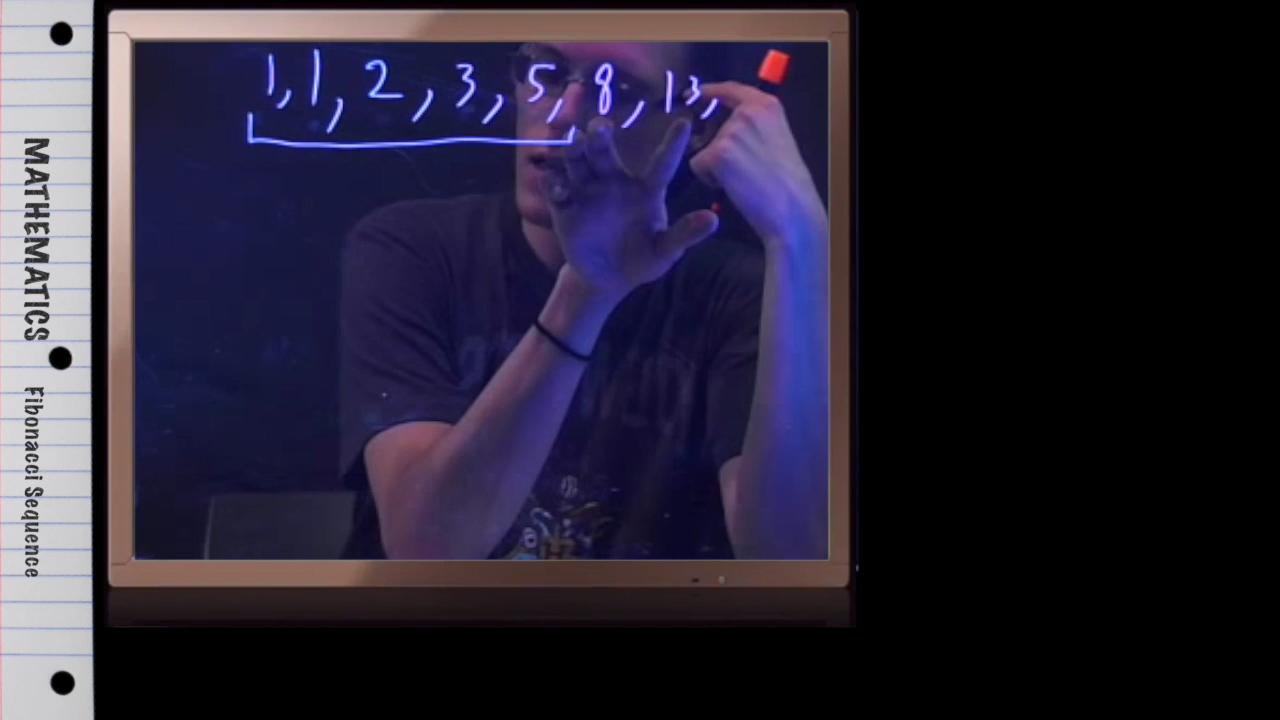 MATHEMATICS Fibonacci Sequence
1, 1, 2, 3, 5, 8, 13,